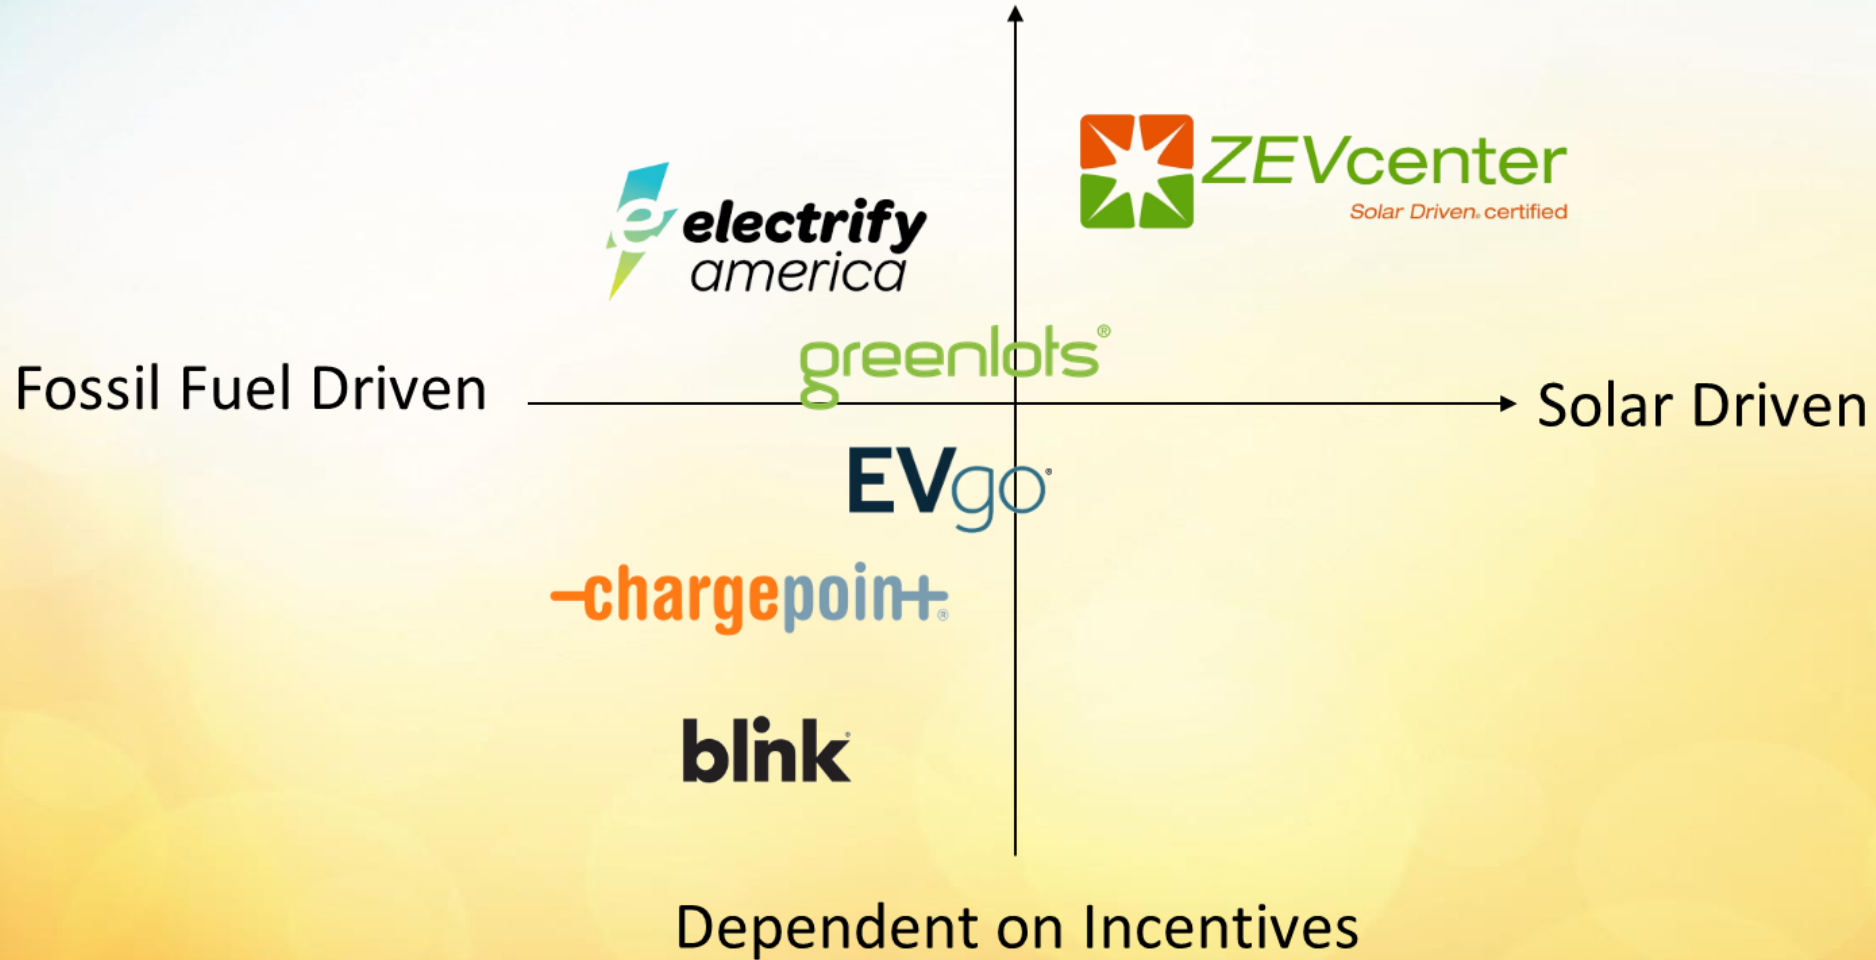 ZEVcenter
Solar Driven® certified
electrify
america
greenlots®
Fossil Fuel Driven
Solar Driven
EVgo
chargepoint®
blink
Dependent on Incentives